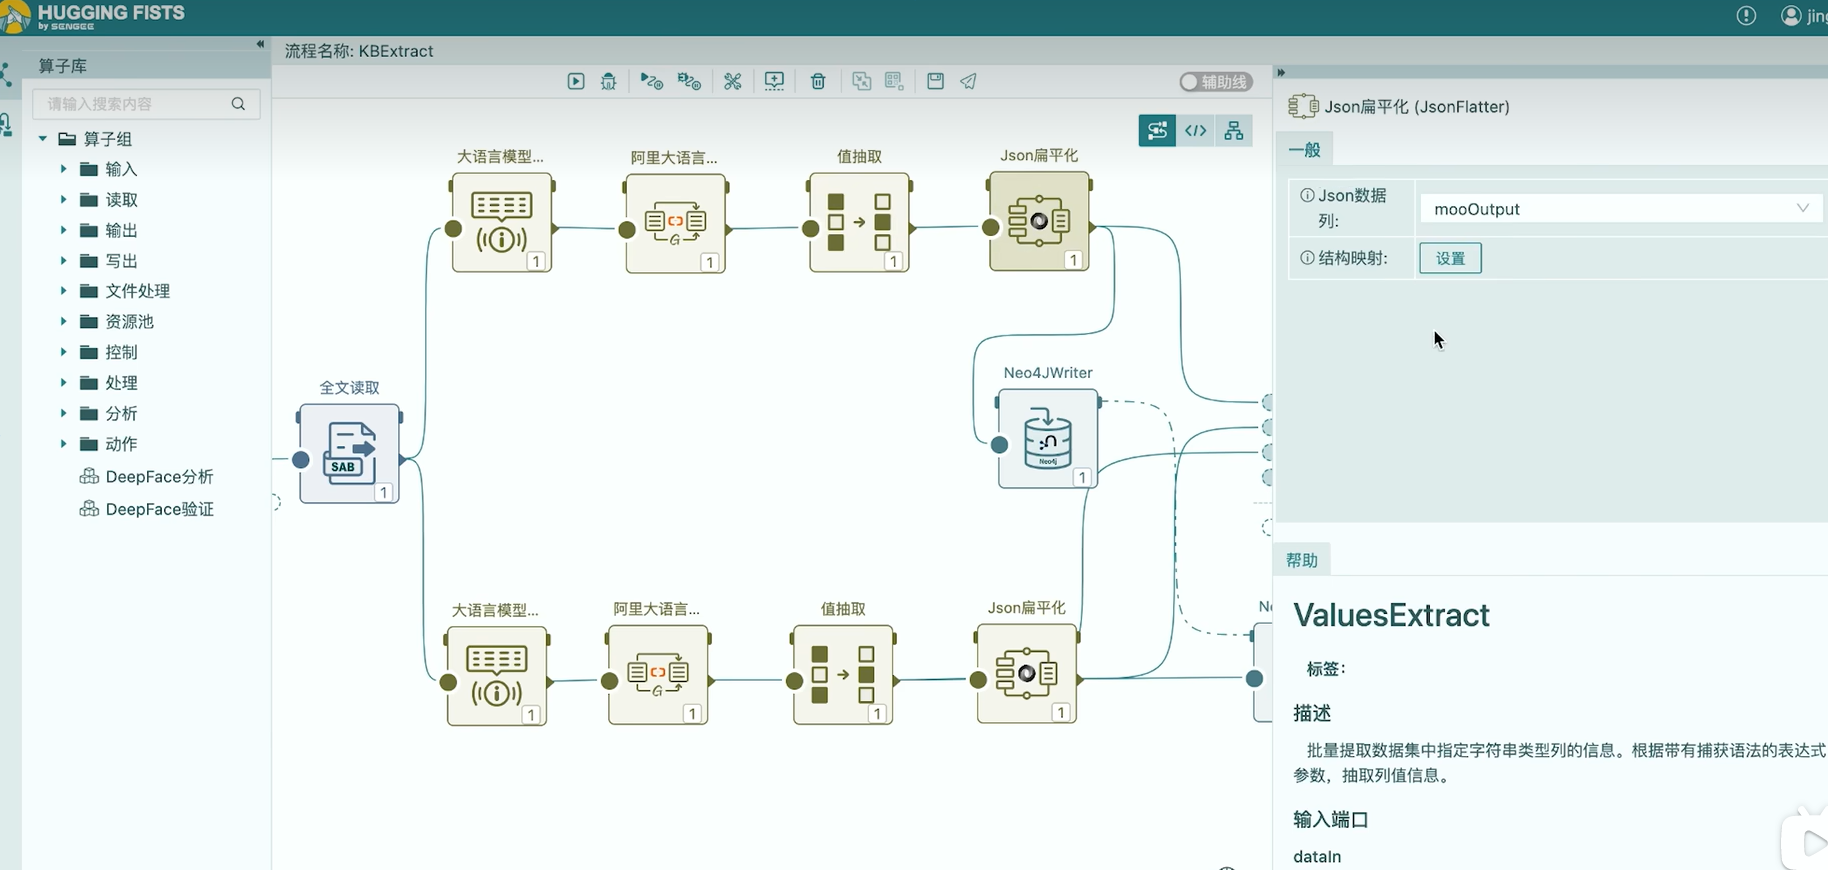 HUGGING FISTS
by SENGEE
jing
算子库
流程名称: KBExtract
请输入搜索内容
辅助线
算子组
输入
读取
输出
写出
文件处理
资源池
控制
处理
分析
动作
DeepFace分析
DeepFace验证
大语言模型...
阿里大语言...
值抽取
Json扁平化
G
1
1
1
1
全文读取
SAB
1
Neo4JWriter
Neo4j
1
大语言模型...
阿里大语言...
值抽取
Json扁平化
G
1
1
1
1
Json扁平化 (JsonFlatter)
一般
Json数据
列:
mooOutput
结构映射:
设置
帮助
ValuesExtract
标签：
描述
批量提取数据集中指定字符串类型列的信息。根据带有捕获语法的表达式
参数，抽取列值信息。
输入端口
dataIn